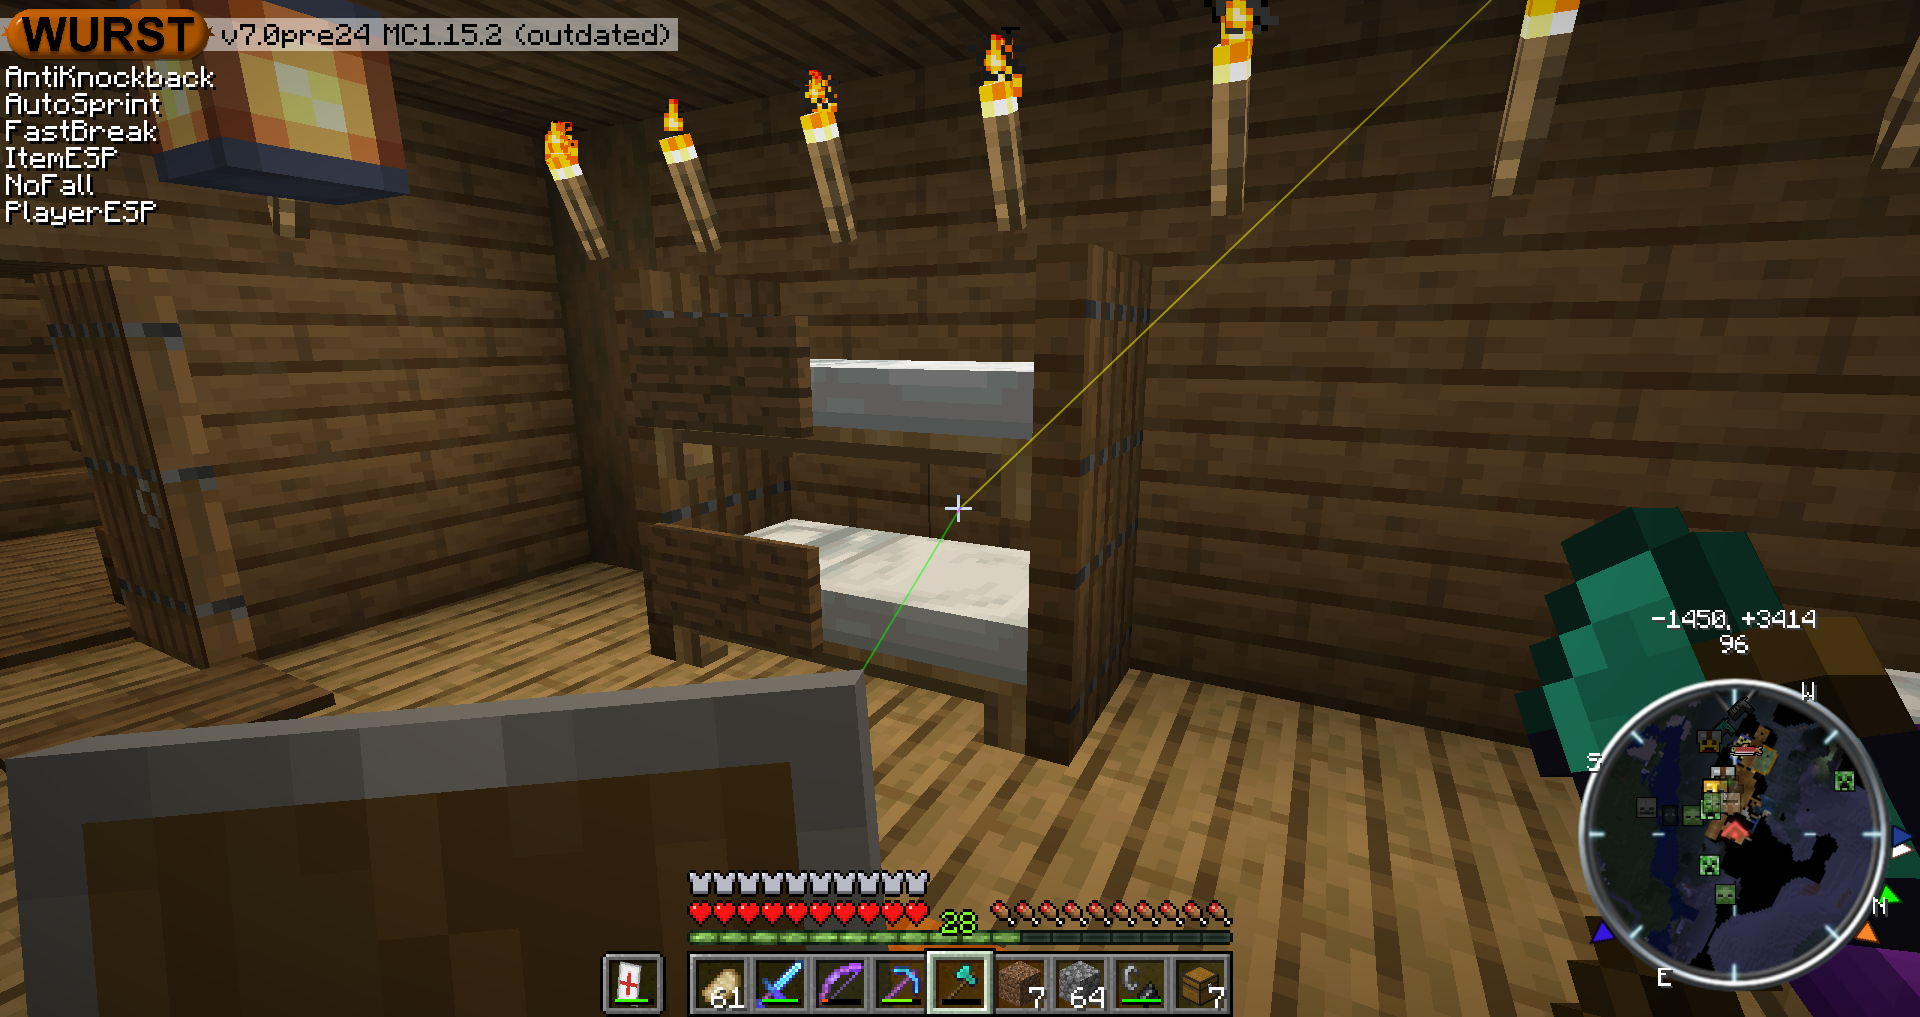 WURST v7.0pre24 MC1.15.2 (outdated)
AntiKnockback
AutoSprint
FastBreak
ItemESP
NoFall
PlayerESP
-1450, +3414
96
W
S
N
E
28
61
7
64
7